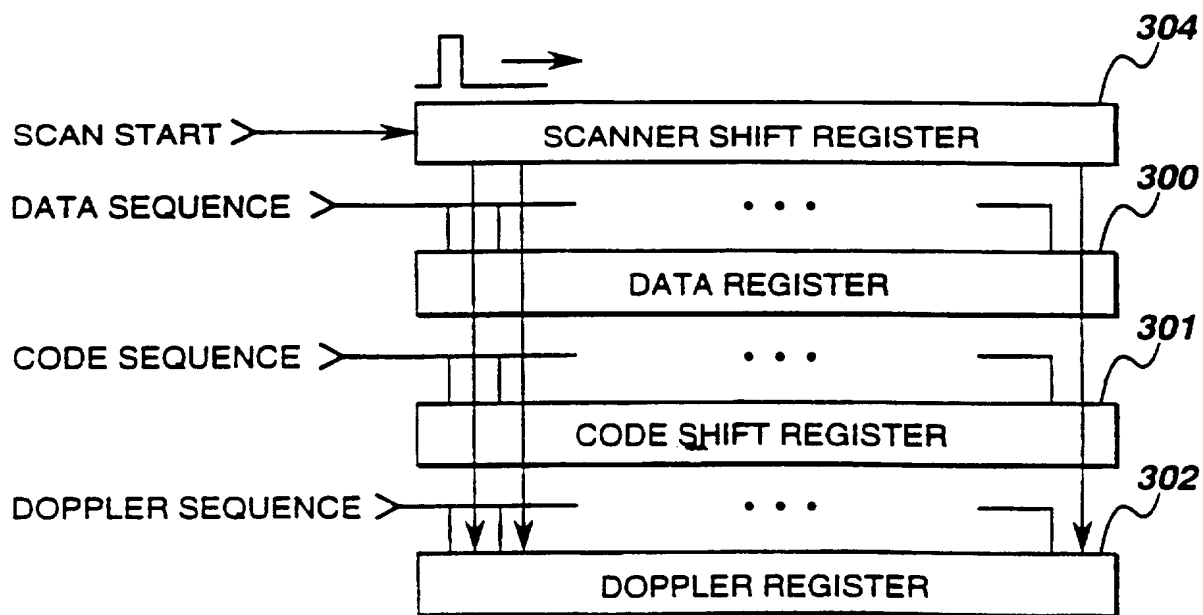 304
SCAN START
SCANNER SHIFT REGISTER
300
DATA SEQUENCE
DATA REGISTER
301
CODE SEQUENCE
CODE SHIFT REGISTER
302
DOPPLER SEQUENCE
DOPPLER REGISTER